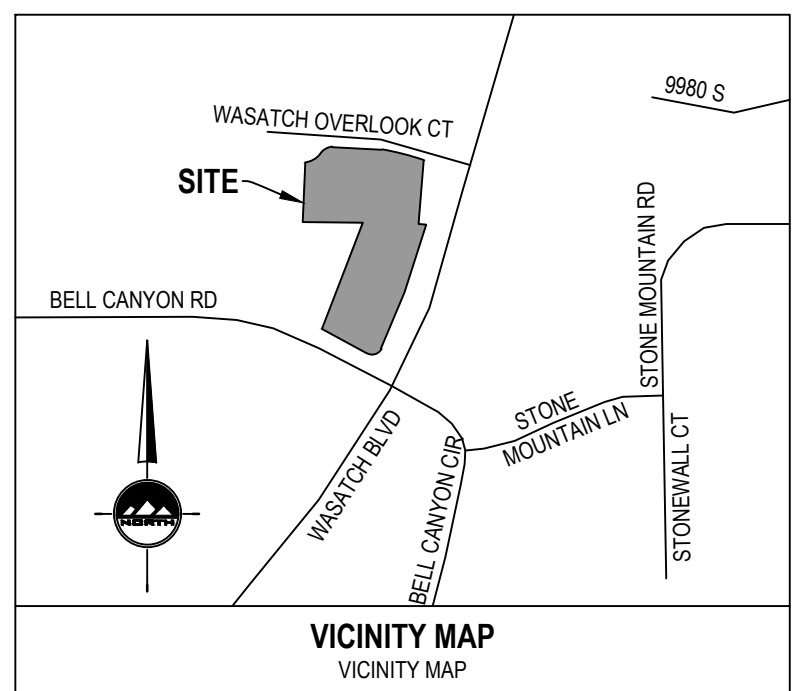 9980 S
WASATCH OVERLOOK CT
SITE
STONE MOUNTAIN RD
BELL CANYON RD
STONE
MOUNTAIN LN
WASATCH BLVD
BELL CANYON CIR
STONEWALL CT
NORTH
VICINITY MAP
VICINITY MAP